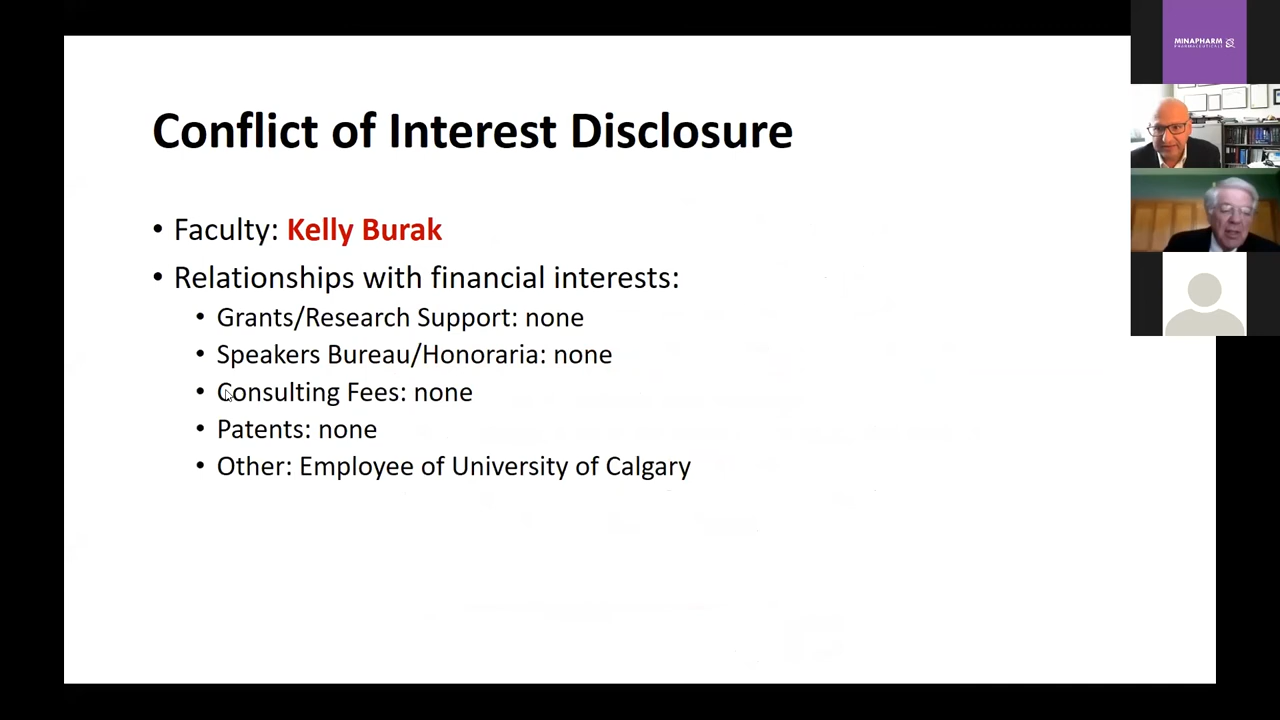 Conflict of Interest Disclosure
• Faculty: Kelly Burak
• Relationships with financial interests:
• Grants/Research Support: none
• Speakers Bureau/Honoraria: none
• Consulting Fees: none
• Patents: none
• Other: Employee of University of Calgary
MINAPHARM
PHARMACEUTICALS